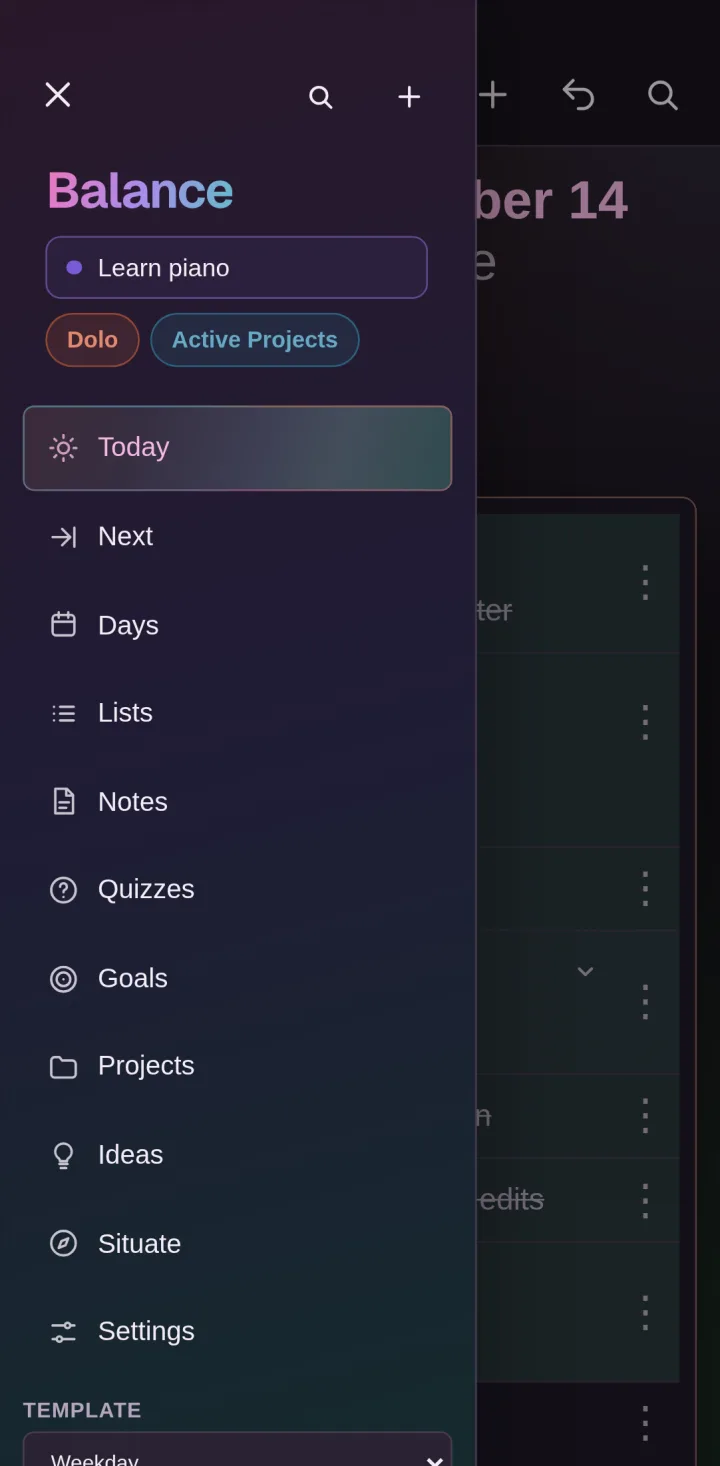 Balance
ber 14
Learn piano
e
Dolo
Active Projects
Today
Next
Days
ter
Lists
Notes
Quizzes
Goals
Projects
n
Ideas
edits
Situate
Settings
TEMPLATE
Weekday